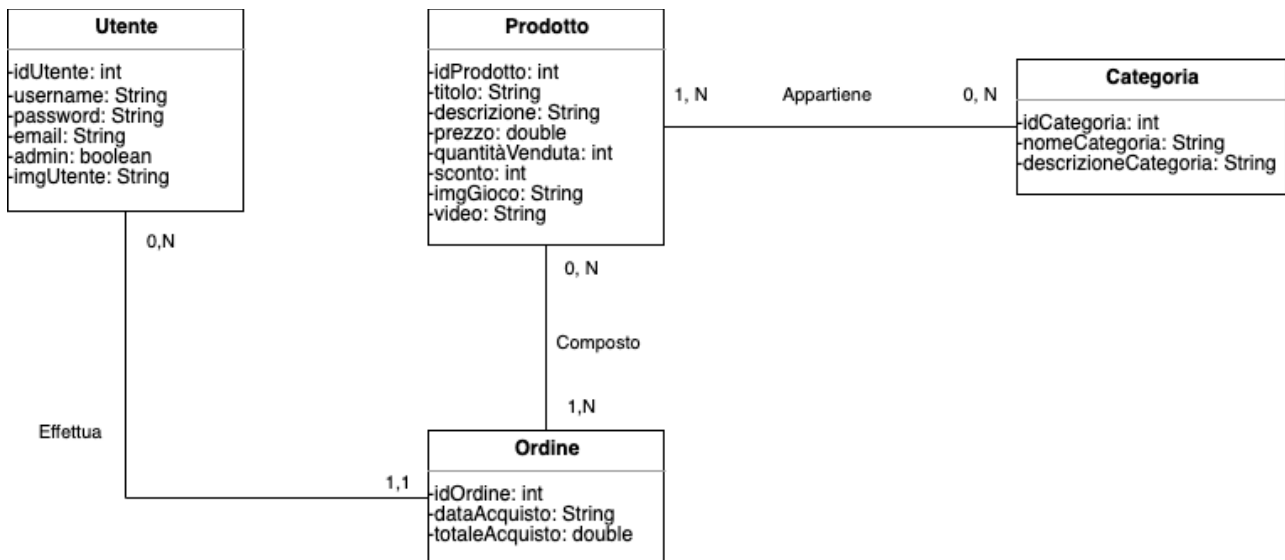 Utente
-idUtente: int
-username: String
-password: String
-email: String
-admin: boolean
-imgUtente: String
0,N
Effettua
1,1
Prodotto
-idProdotto: int
-titolo: String
-descrizione: String
-prezzo: double
-quantitàVenduta: int
-sconto: int
-imgGioco: String
-video: String
1, N
Appartiene
0, N
Categoria
-idCategoria: int
-nomeCategoria: String
-descrizioneCategoria: String
0, N
Composto
1,N
Ordine
-idOrdine: int
-dataAcquisto: String
-totaleAcquisto: double